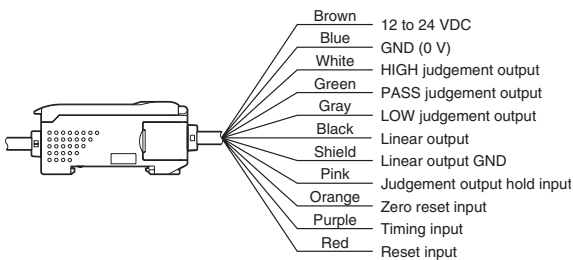 Brown 12 to 24 VDC
Blue GND (0 V)
White HIGH judgement output
Green PASS judgement output
Gray LOW judgement output
Black Linear output
Shield Linear output GND
Pink Judgement output hold input
Orange Zero reset input
Purple Timing input
Red Reset input